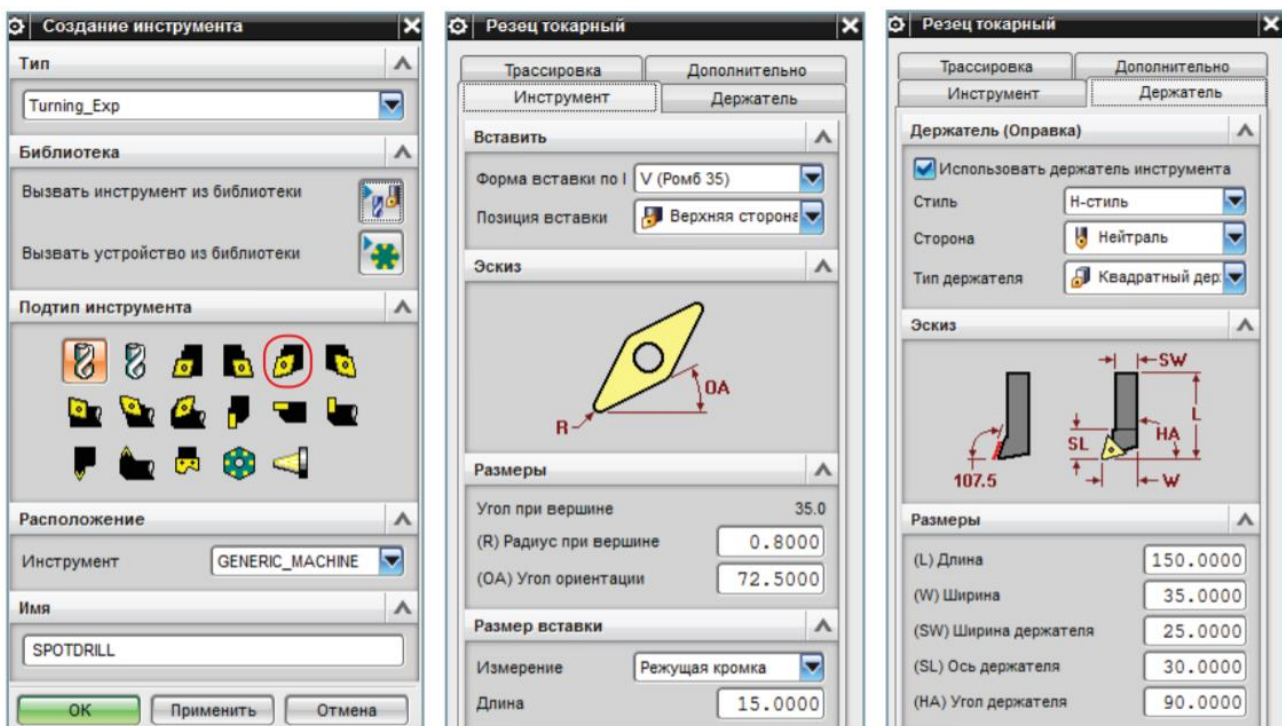 Создание инструмента
Тип
Turning_Exp
Библиотека
Вызвать инструмент из библиотеки
Вызвать устройство из библиотеки
Подтип инструмента
Расположение
Инструмент
GENERIC_MACHINE
Имя
SPOTDRILL
ОК
Применить
Отмена
Резец токарный
Трассировка
Дополнительно
Инструмент
Держатель
Вставить
Форма вставки по I
V (Ромб 35)
Позиция вставки
Верхняя сторона
Эскиз
OA
R
Размеры
Угол при вершине
35.0
(R) Радиус при вершине
0.8000
(OA) Угол ориентации
72.5000
Размер вставки
Измерение
Режущая кромка
Длина
15.0000
Резец токарный
Трассировка
Дополнительно
Инструмент
Держатель
Держатель (Оправка)
Использовать держатель инструмента
Стиль
Н-стиль
Сторона
Нейтраль
Тип держателя
Квадратный дер:
Эскиз
SW
L
SL
HA
107.5
W
Размеры
(L) Длина
150.0000
(W) Ширина
35.0000
(SW) Ширина держателя
25.0000
(SL) Ось держателя
30.0000
(HA) Угол держателя
90.0000